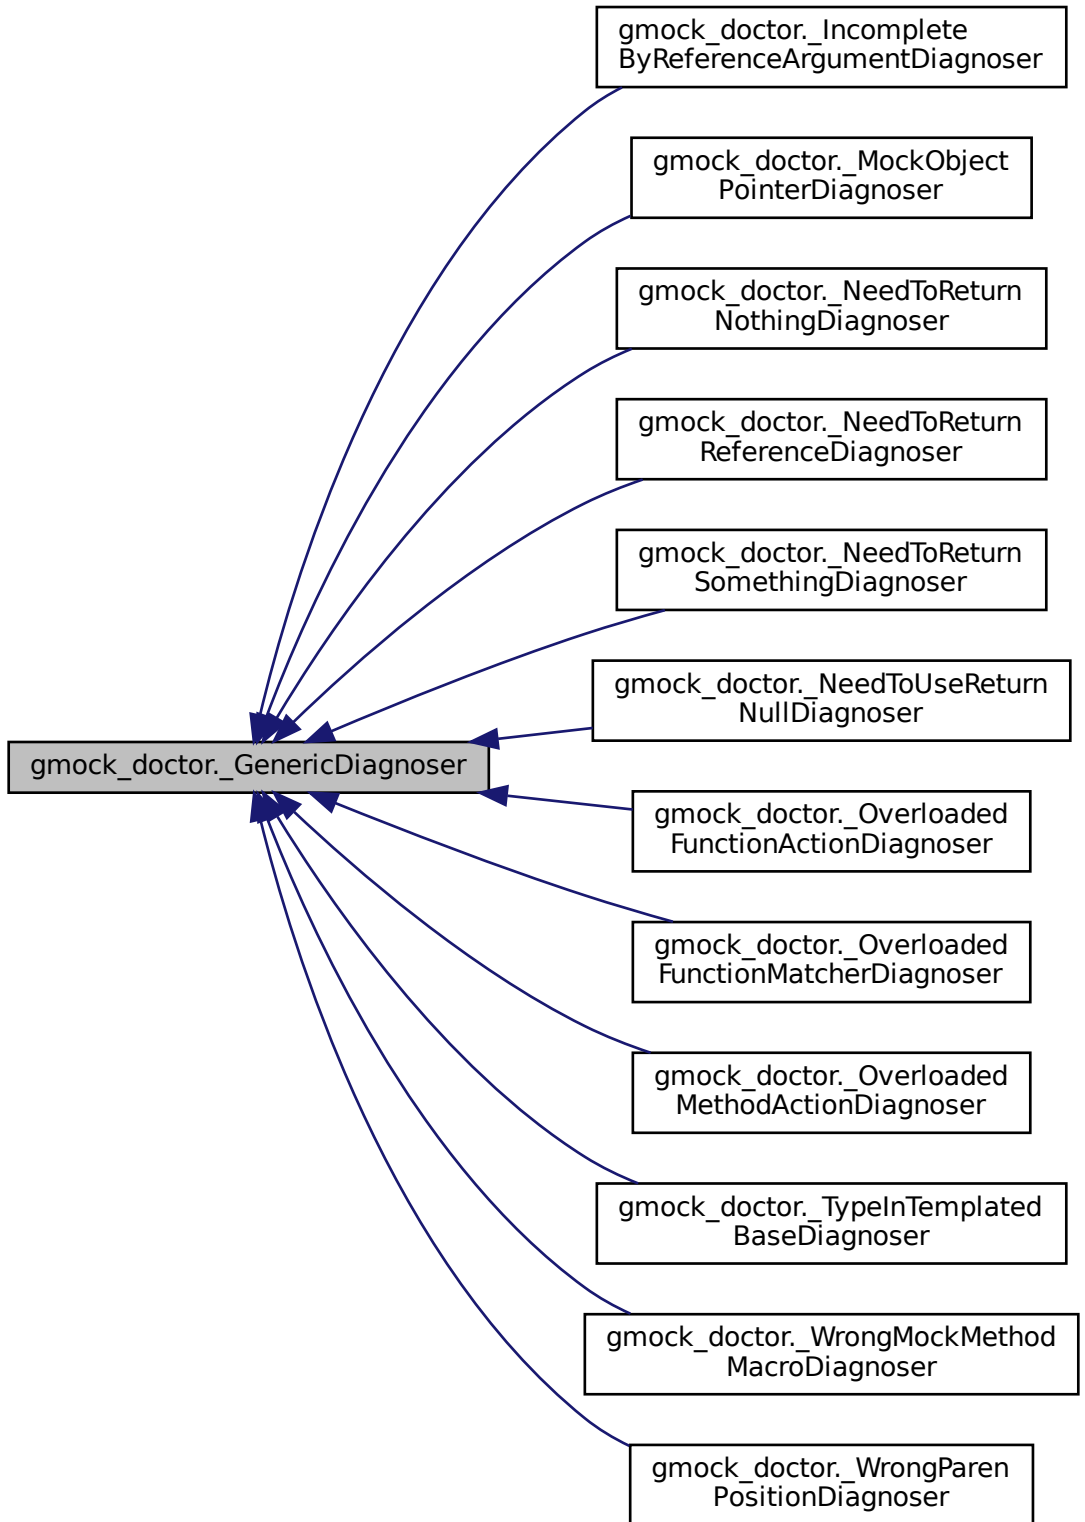 gmock_doctor._Incomplete
ByReferenceArgumentDiagnoser
gmock_doctor._MockObject
PointerDiagnoser
gmock_doctor._NeedToReturn
NothingDiagnoser
gmock_doctor._NeedToReturn
ReferenceDiagnoser
gmock_doctor._NeedToReturn
SomethingDiagnoser
gmock_doctor._NeedToUseReturn
NullDiagnoser
gmock_doctor._GenericDiagnoser
gmock_doctor._Overloaded
FunctionActionDiagnoser
gmock_doctor._Overloaded
FunctionMatcherDiagnoser
gmock_doctor._Overloaded
MethodActionDiagnoser
gmock_doctor._TypeInTemplated
BaseDiagnoser
gmock_doctor._WrongMockMethod
MacroDiagnoser
gmock_doctor._WrongParen
PositionDiagnoser